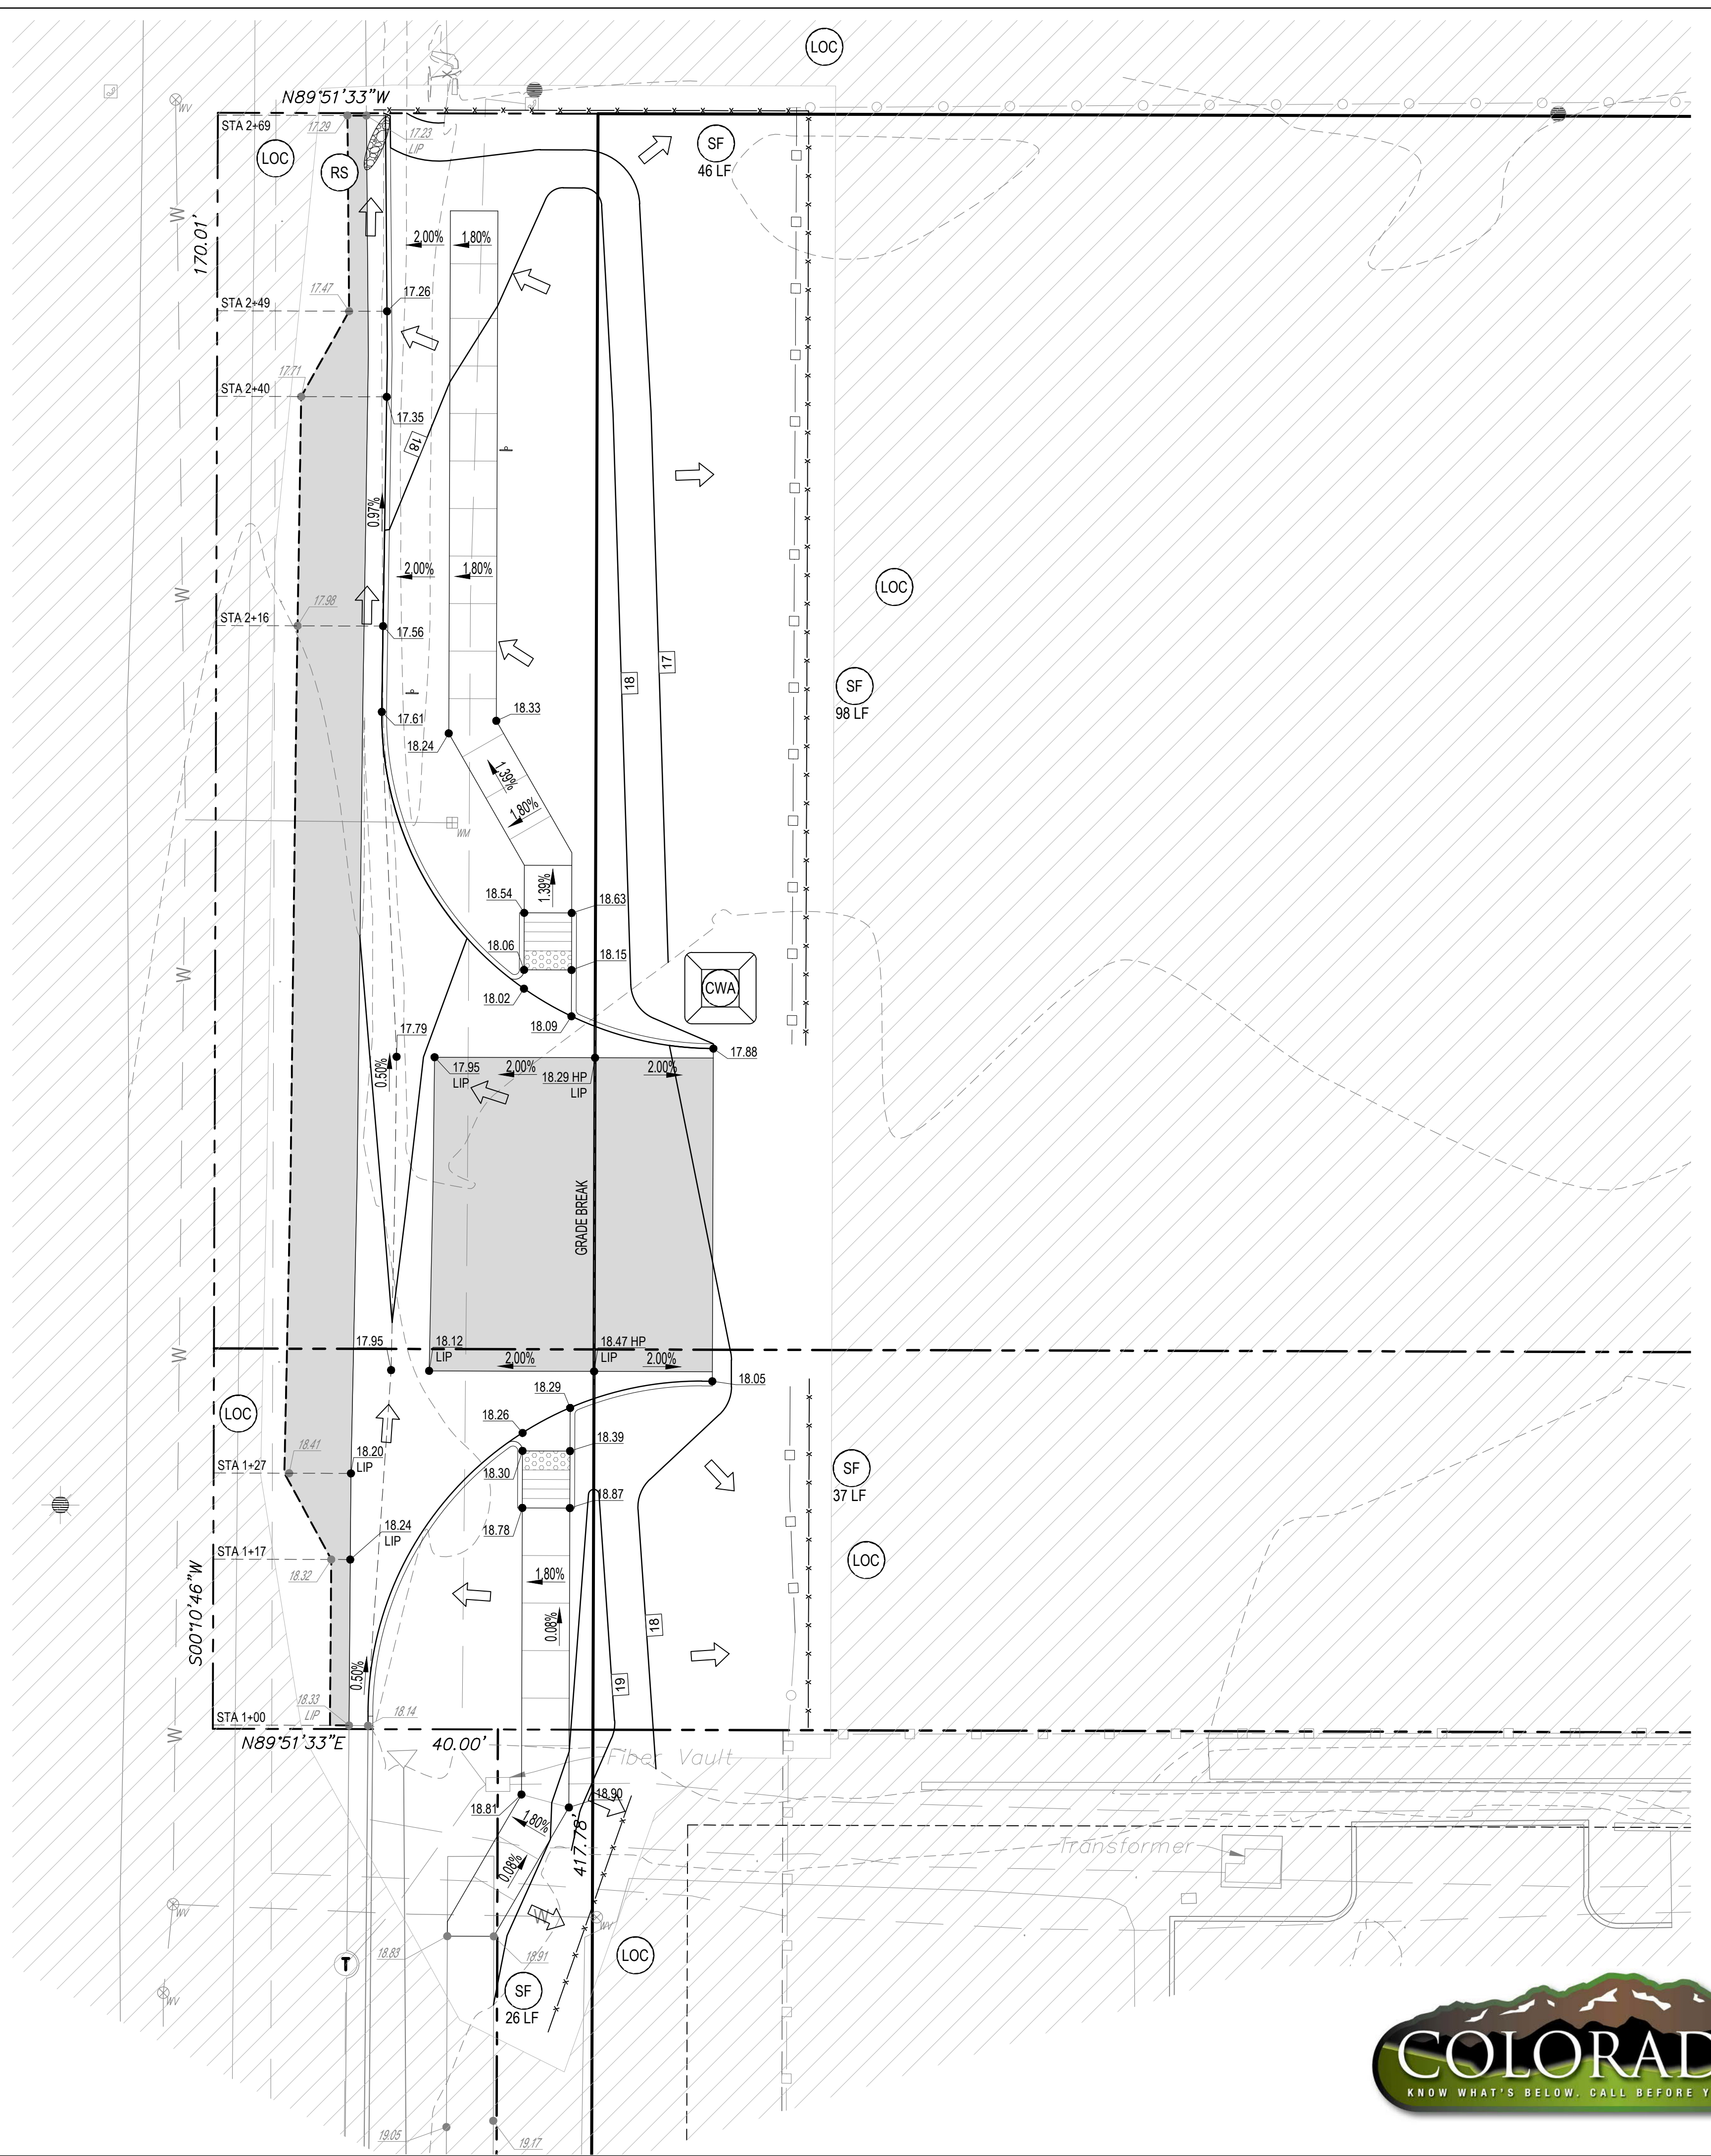 LOC
N89°51'33"W
WV
STA 2+69
17.29
17.23
LIP
SF
46 LF
LOC
RS
W
170.01'
2.00%
1.80%
17.47
STA 2+49
17.26
17.71
STA 2+40
17.35
18
0.97%
2.00%
1.80%
W
LOC
17.98
STA 2+16
17.56
18
17
SF
98 LF
17.61
18.33
18.24
1.39%
1.80%
WM
1.39%
18.54
18.63
18.06
18.15
W
CWA
18.02
18.09
17.79
17.88
0.50%
17.95
LIP
2.00%
18.29 HP
LIP
2.00%
GRADE BREAK
W
17.95
18.12
LIP
2.00%
18.47 HP
LIP
2.00%
18.05
18.29
LOC
18.26
18.41
18.20
LIP
18.39
STA 1+27
18.30
SF
37 LF
18.87
18.78
18.24
LIP
STA 1+17
18.32
LOC
1.80%
S00°10'46"W
0.08%
18
0.50%
19
18.33
LIP
18.14
STA 1+00
W
N89°51'33"E
40.00'
Fiber Vault
18.81
18.90
1.80%
417.78'
0.08%
Transformer
WV
W
WV
18.83
18.91
LOC
T
SF
26 LF
WV
19.05
19.17
COLORAD
KNOW WHAT'S BELOW. CALL BEFORE Y